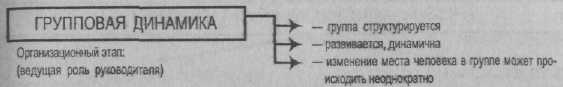 ГРУППОВАЯ ДИНАМИКА
— группа структурируется
— развивается, динамична
— изменение места человека в группе может про-
исходить неоднократно
Организационный этап:
(ведущая роль руководителя)